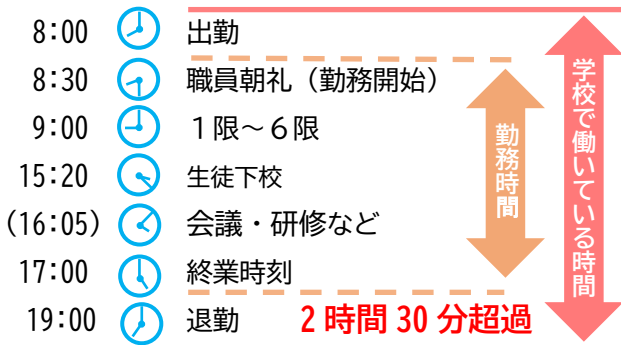 8:00 出勤
8:30 職員朝礼（勤務開始）
9:00 １限～６限
15:20 生徒下校
(16:05) 会議・研修など
17:00 終業時刻
19:00 退勤 2時間30分超過
勤務時間
学校で働いている時間